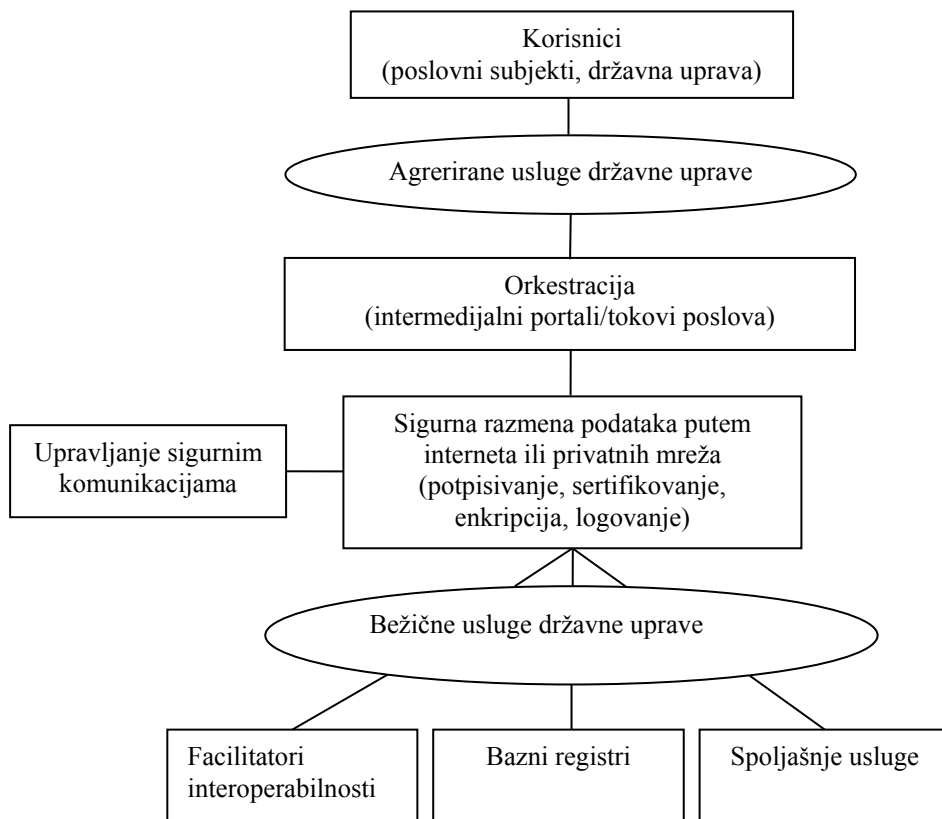 Korisnici
(poslovni subjekti, državna uprava)
Agrerirane usluge državne uprave
Orkestracija
(intermedijalni portali/tokovi poslova)
Upravljanje sigurnim
komunikacijama
Sigurna razmena podataka putem
interneta ili privatnih mreža
(potpisivanje, sertifikovanje,
enkripcija, logovanje)
Bežične usluge državne uprave
Facilitatori
interoperabilnosti
Bazni registri
Spoljašnje usluge